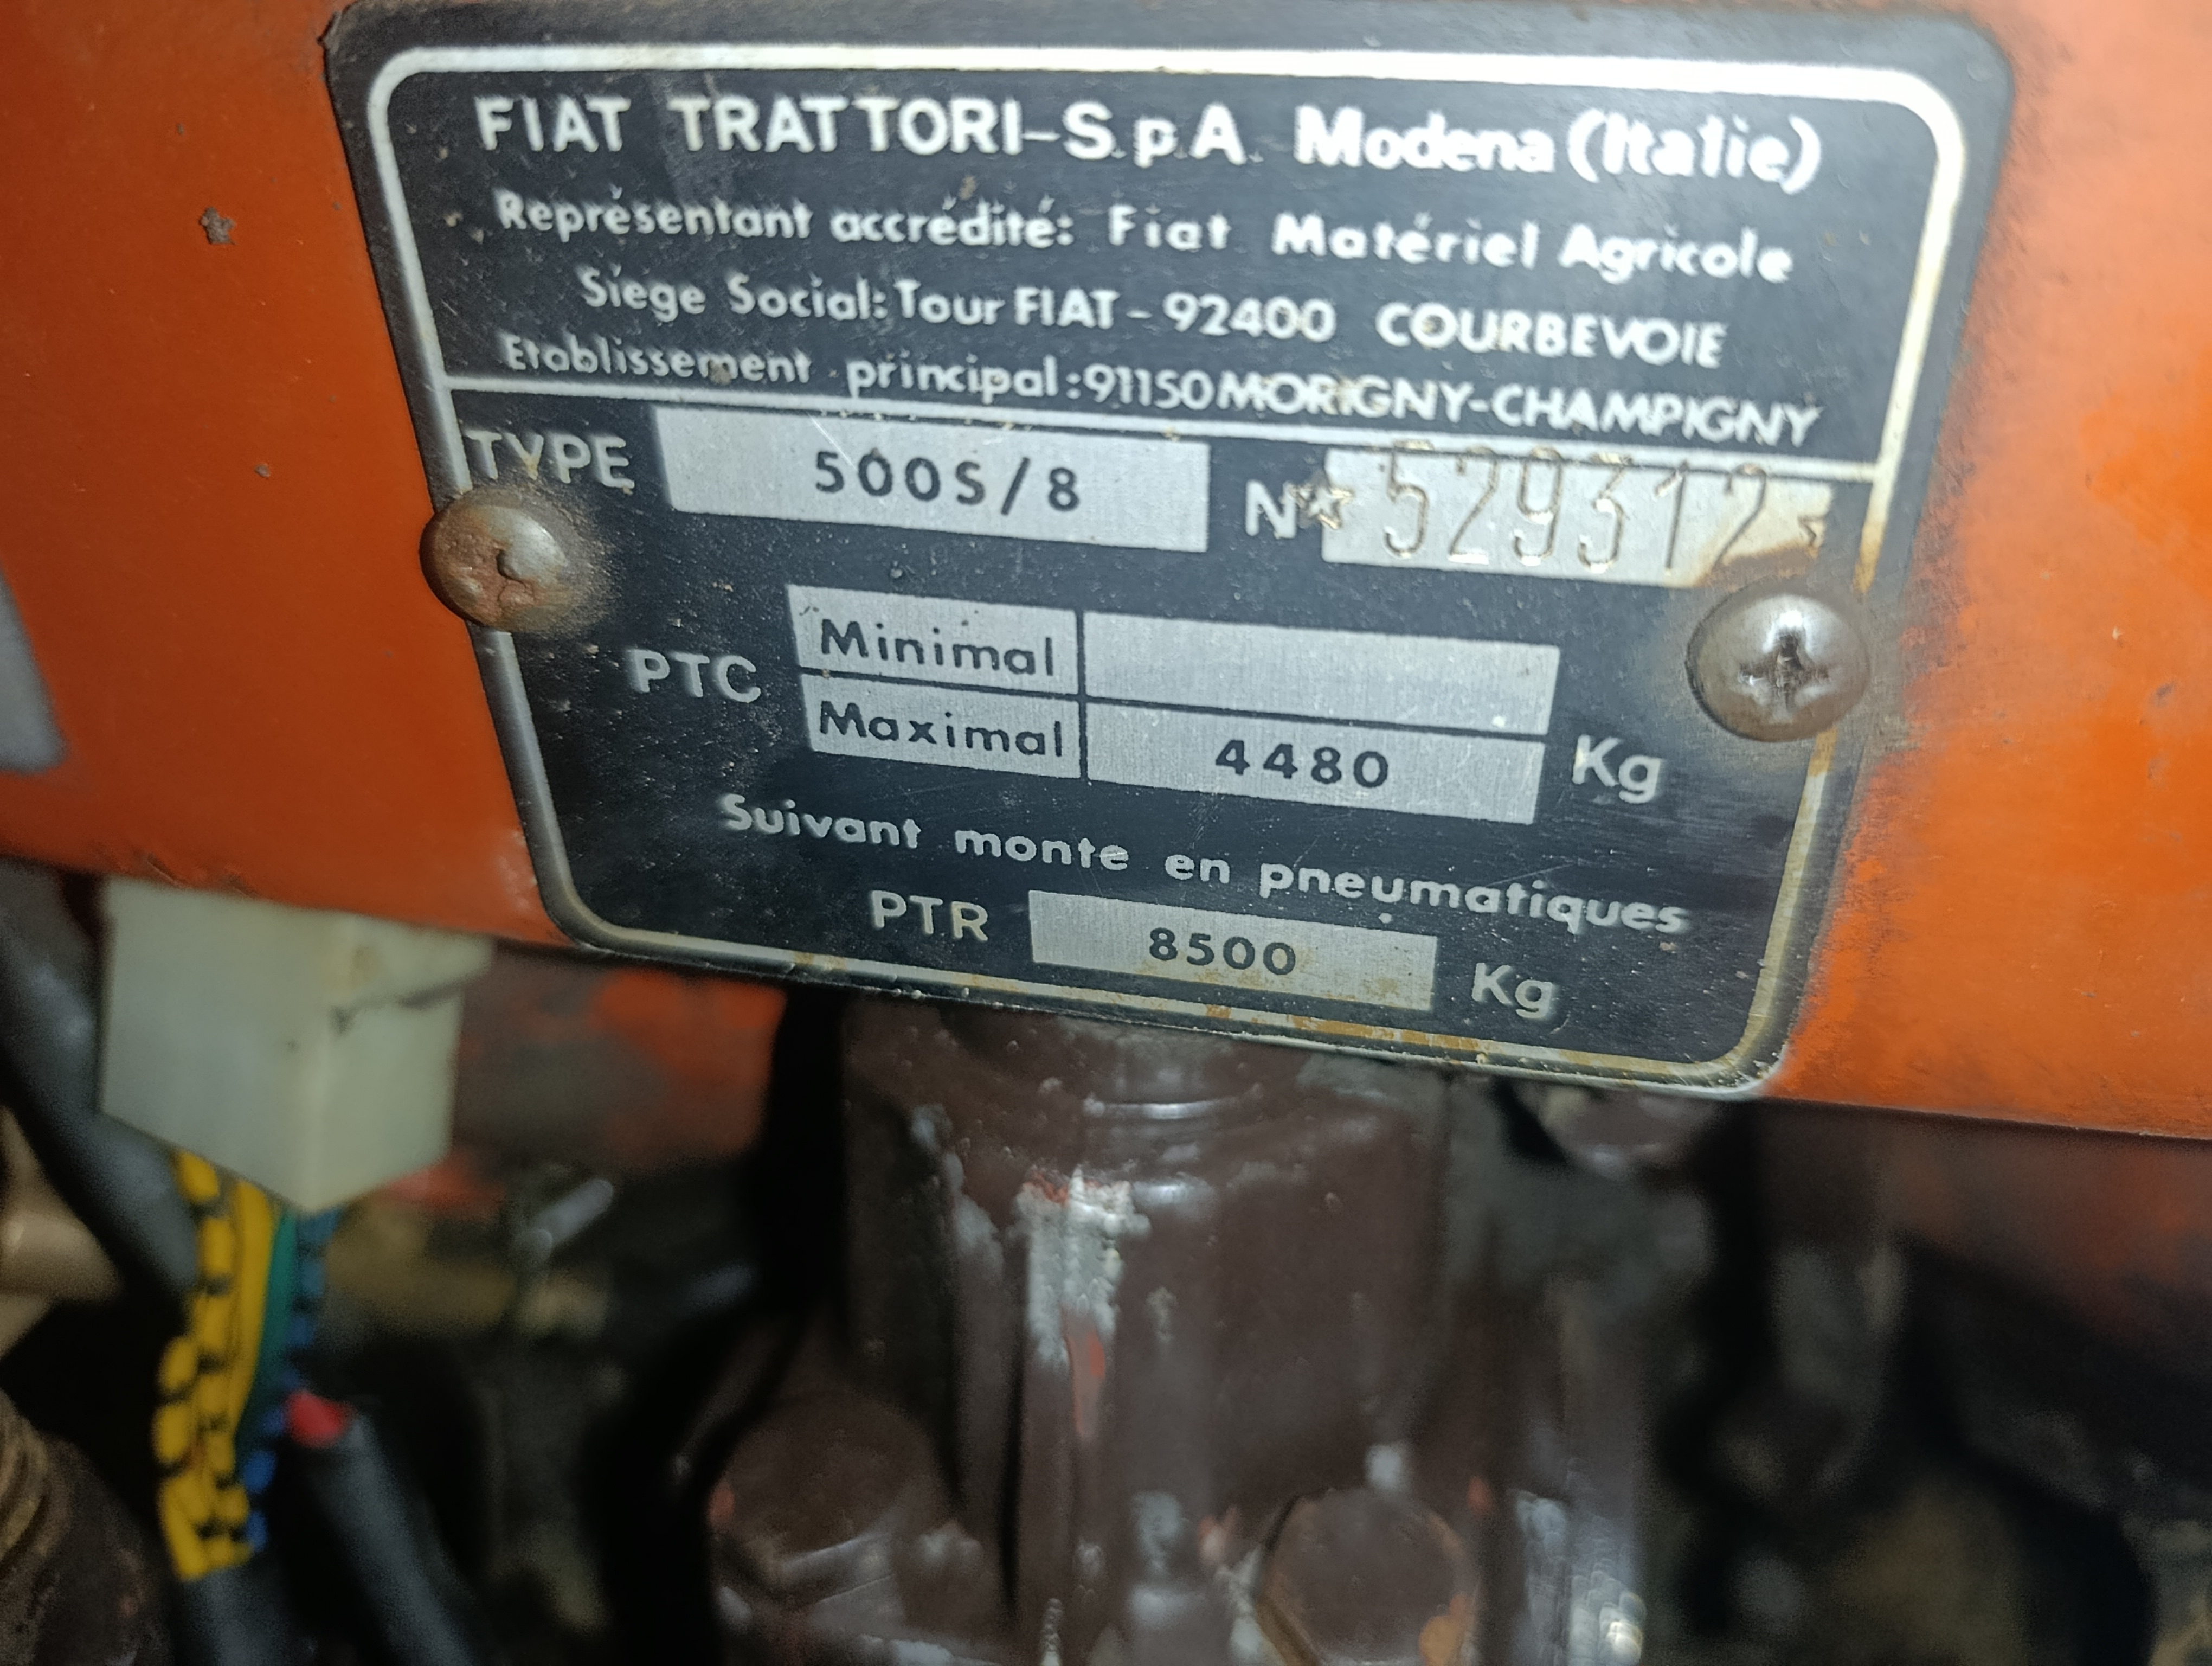 FIAT TRATTORI-S.p.A. Modena (Italie)
Représentant accrédité: Fiat Matériel Agricole
Siége Social: Tour FIAT - 92400 COURBEVOIE
Etablissement principal: 91150 MORIGNY-CHAMPIGNY
TYPE 500S/8 N° ☆529312☆
PTC Minimal
Maximal 4480 Kg
Suivant monte en pneumatiques
PTR 8500 Kg